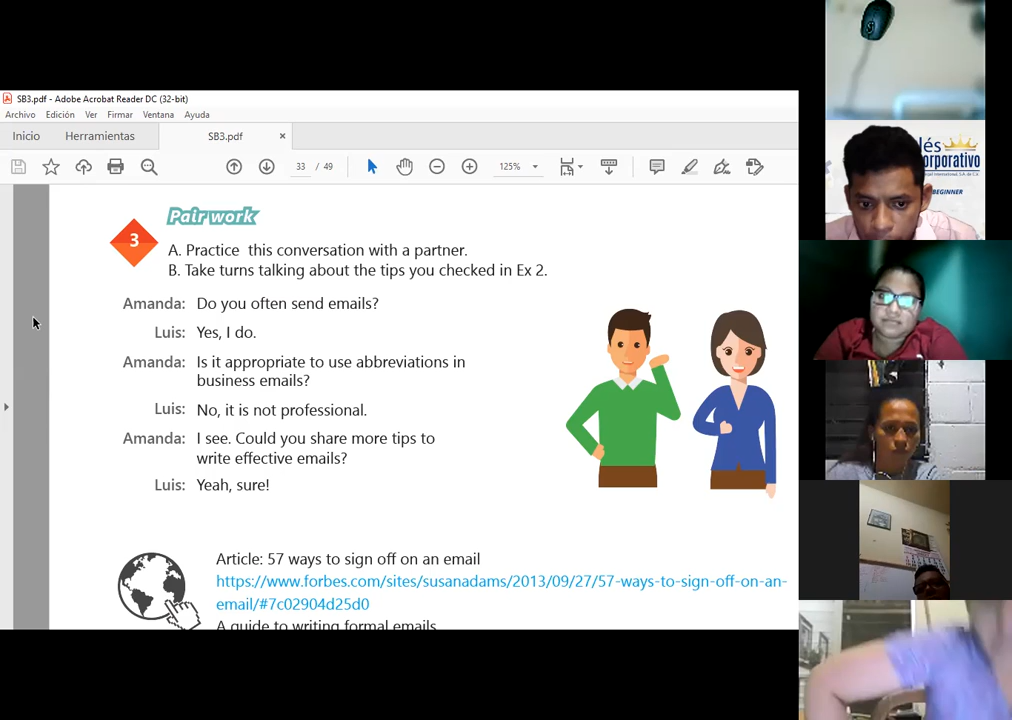 SB3.pdf - Adobe Acrobat Reader DC (32-bit)
Archivo Edición Ver Firmar Ventana Ayuda
Inicio Herramientas SB3.pdf ×
33 / 49 125%
Pair work
3
A. Practice this conversation with a partner.
B. Take turns talking about the tips you checked in Ex 2.
Amanda: Do you often send emails?
Luis: Yes, I do.
Amanda: Is it appropriate to use abbreviations in
business emails?
Luis: No, it is not professional.
Amanda: I see. Could you share more tips to
write effective emails?
Luis: Yeah, sure!
Article: 57 ways to sign off on an email
https://www.forbes.com/sites/susanadams/2013/09/27/57-ways-to-sign-off-on-an-
email/#7c02904d25d0
A guide to writing formal emails
lés
orporativo
BEGINNER